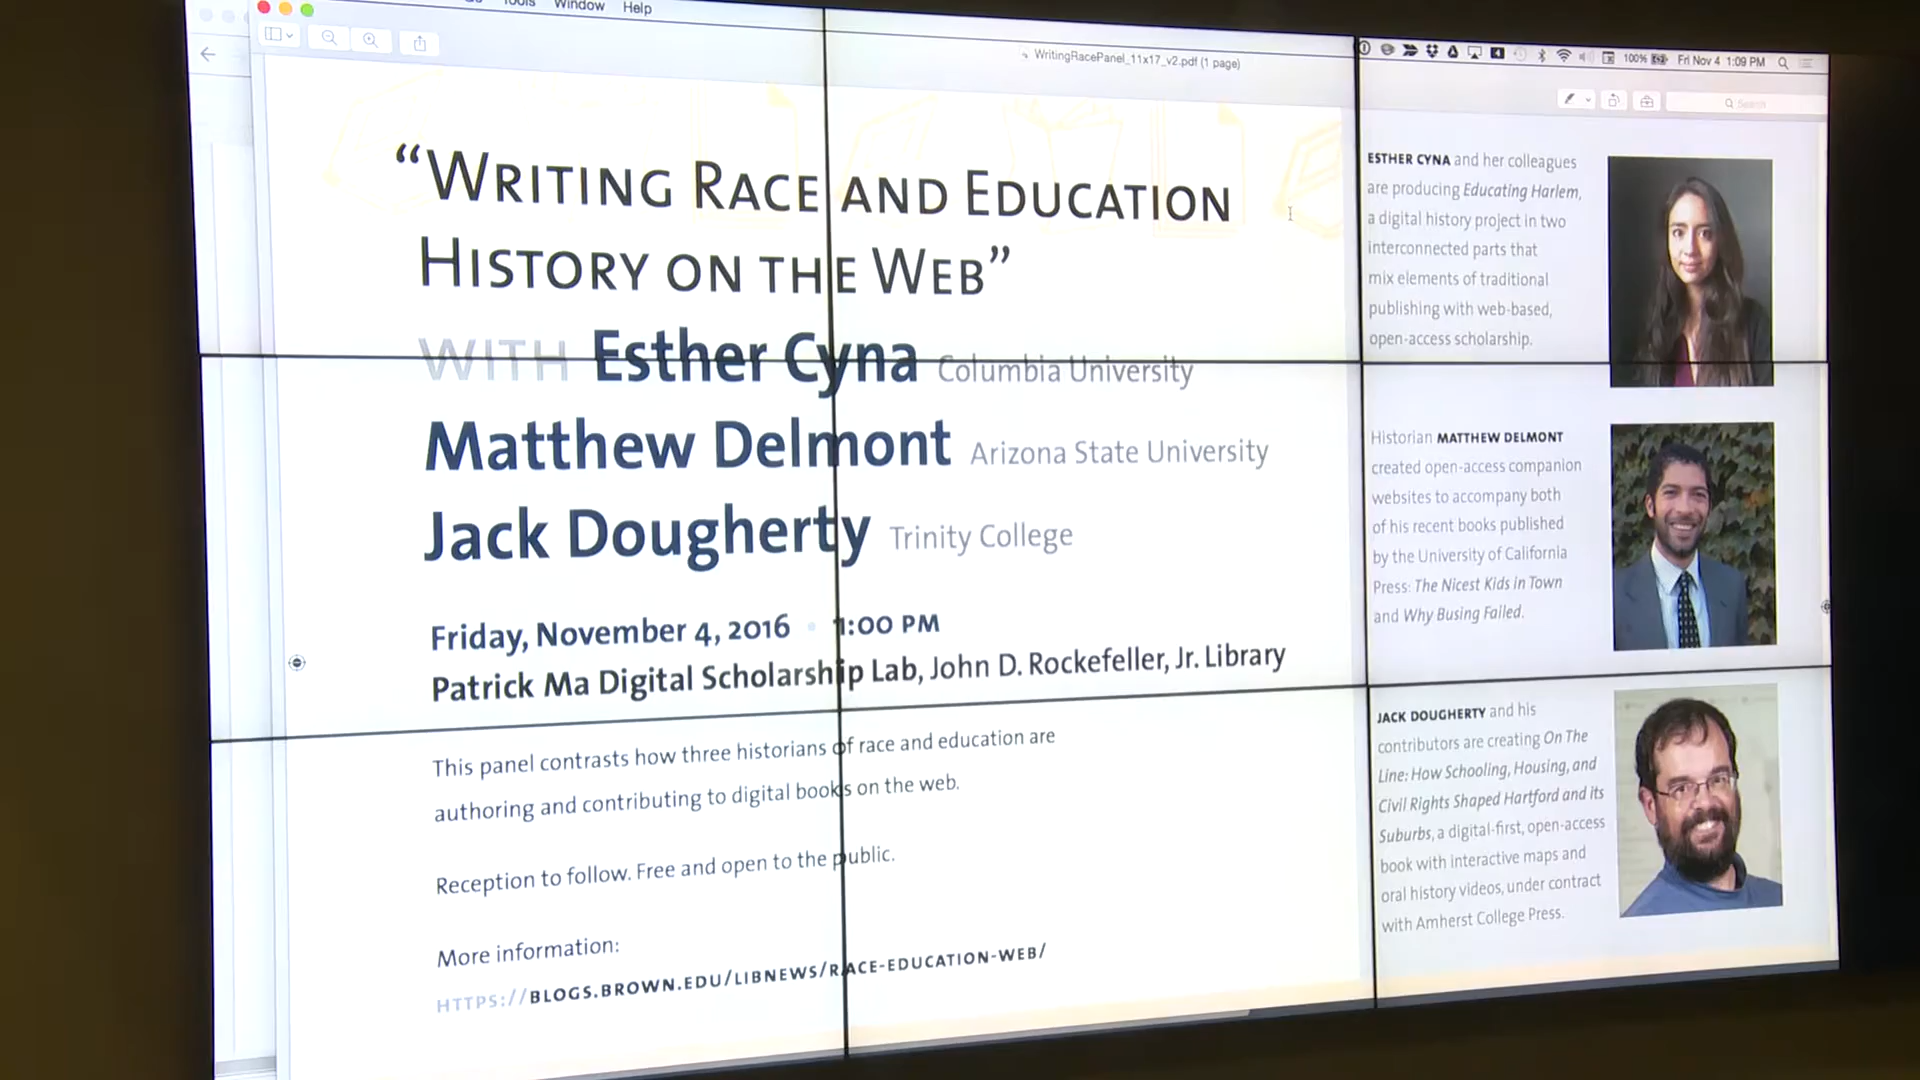 Tools Window Help
WritingRacePanel_11x17_v2.pdf (1 page)
100% Fri Nov 4 1:09 PM
Search
“WRITING RACE AND EDUCATION
HISTORY ON THE WEB”
WITH Esther Cyna Columbia University
Matthew Delmont Arizona State University
Jack Dougherty Trinity College
Friday, November 4, 2016 • 1:00 PM
Patrick Ma Digital Scholarship Lab, John D. Rockefeller, Jr. Library
This panel contrasts how three historians of race and education are
authoring and contributing to digital books on the web.
Reception to follow. Free and open to the public.
More information:
HTTPS://BLOGS.BROWN.EDU/LIBNEWS/RACE-EDUCATION-WEB/
ESTHER CYNA and her colleagues
are producing Educating Harlem,
a digital history project in two
interconnected parts that
mix elements of traditional
publishing with web-based,
open-access scholarship.
Historian MATTHEW DELMONT
created open-access companion
websites to accompany both
of his recent books published
by the University of California
Press: The Nicest Kids in Town
and Why Busing Failed.
JACK DOUGHERTY and his
contributors are creating On The
Line: How Schooling, Housing, and
Civil Rights Shaped Hartford and its
Suburbs, a digital-first, open-access
book with interactive maps and
oral history videos, under contract
with Amherst College Press.